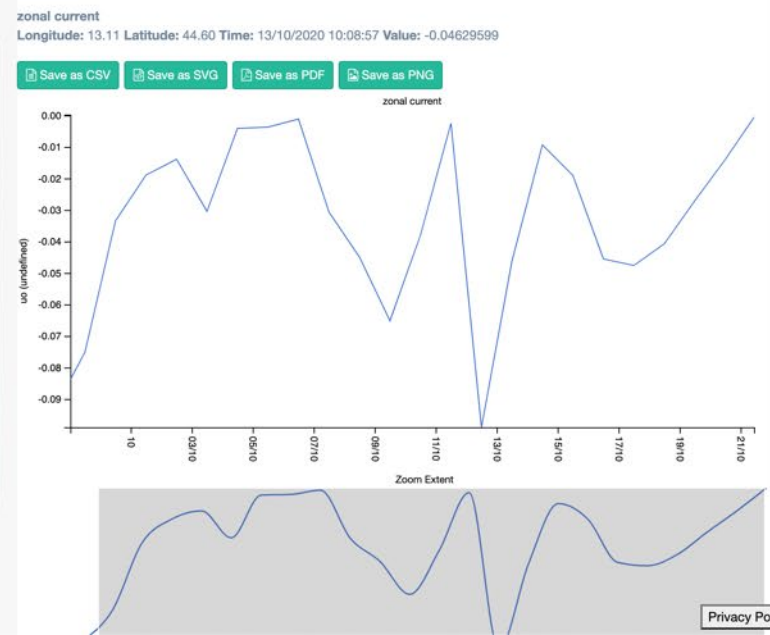 zonal current
Longitude: 13.11 Latitude: 44.60 Time: 13/10/2020 10:08:57 Value: -0.04629599
Save as CSV Save as SVG Save as PDF Save as PNG
zonal current
0.00
-0.01
-0.02
-0.03
-0.04
-0.05
-0.06
-0.07
-0.08
-0.09
uo (undefined)
10 03/10 05/10 07/10 09/10 11/10 13/10 15/10 17/10 19/10 21/10
Zoom Extent
Privacy Po